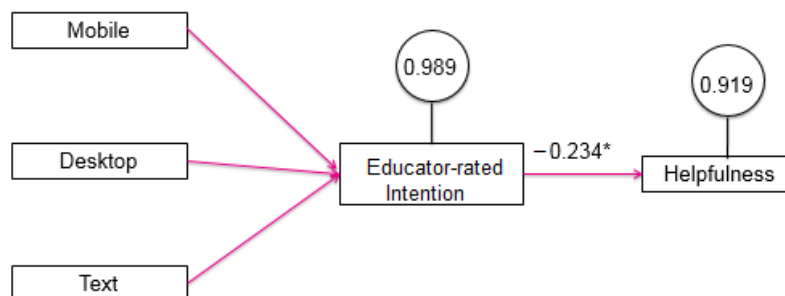 Mobile
0.989
0.919
Desktop
Educator-rated
Intention
−0.234*
Helpfulness
Text